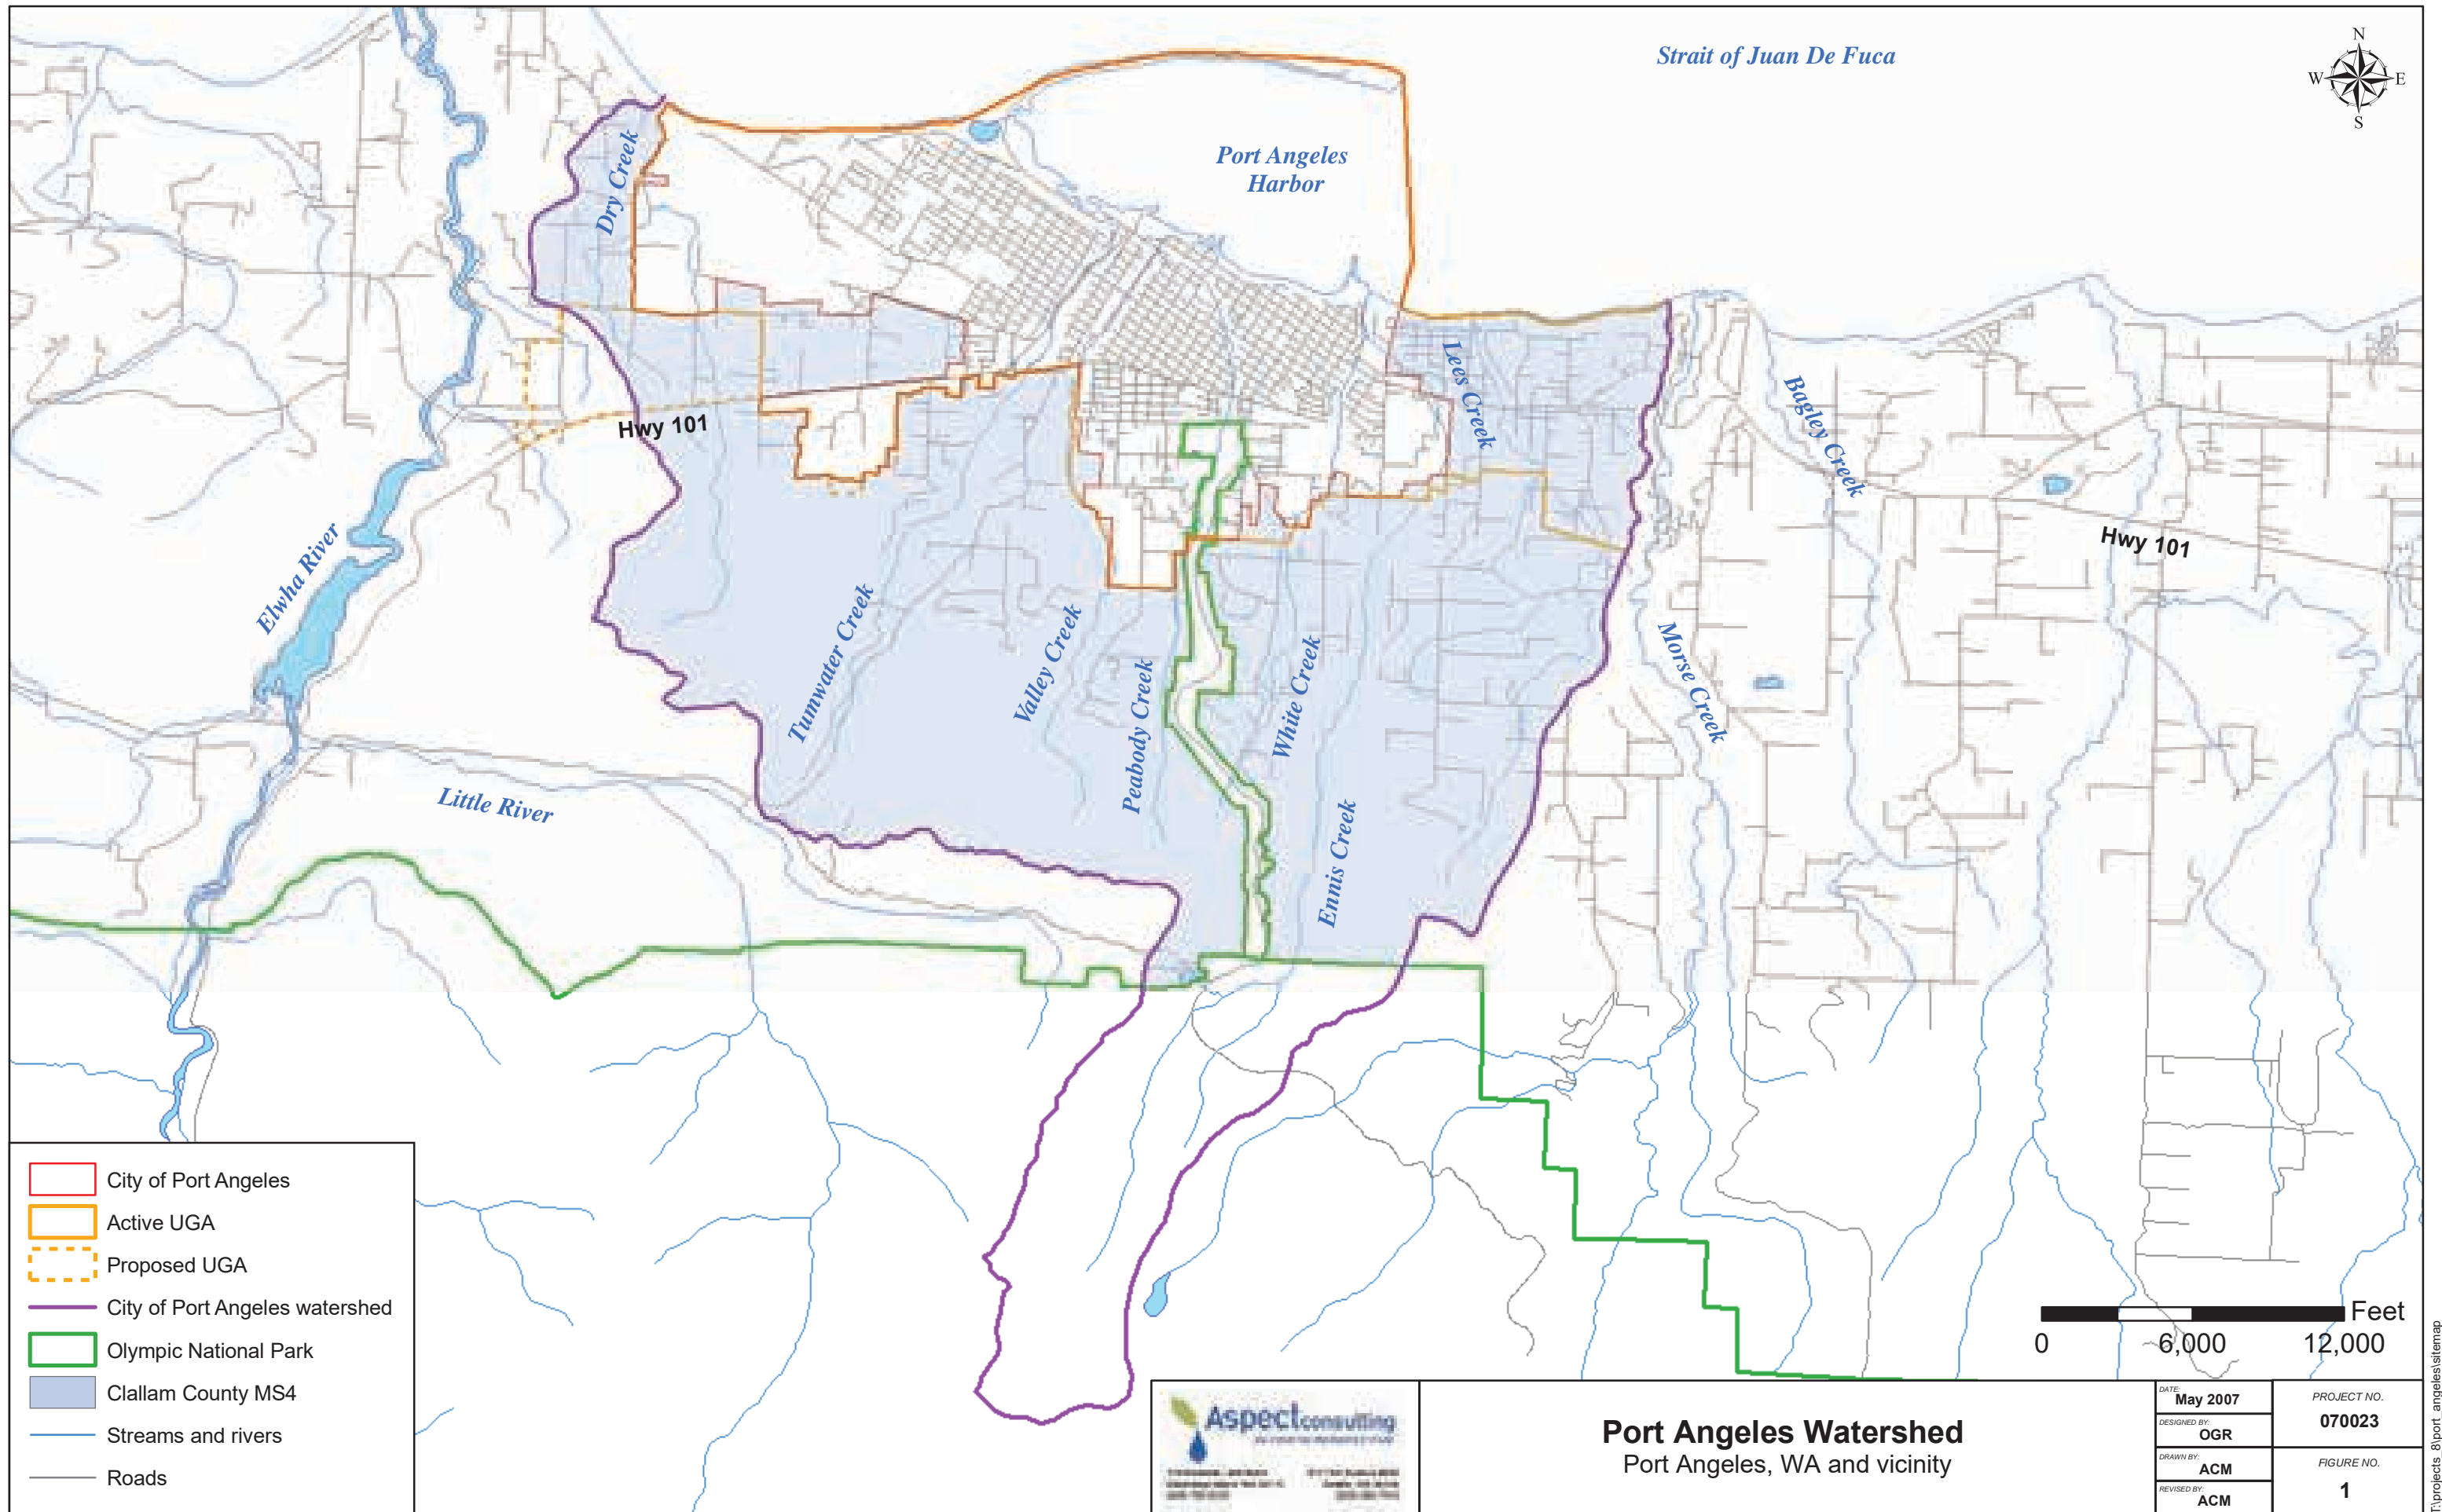 Strait of Juan De Fuca
N
W
E
S
Port Angeles
Harbor
Dry Creek
Lees Creek
Bagley Creek
Hwy 101
Hwy 101
Elwha River
Tumwater Creek
Valley Creek
Peabody Creek
White Creek
Morse Creek
Little River
Ennis Creek
City of Port Angeles
Active UGA
Proposed UGA
City of Port Angeles watershed
Olympic National Park
Clallam County MS4
Streams and rivers
Roads
Feet
0
6,000
12,000
Aspect consulting
Port Angeles Watershed
Port Angeles, WA and vicinity
DATE:
May 2007
DESIGNED BY:
OGR
DRAWN BY:
ACM
REVISED BY:
ACM
PROJECT NO.
070023
FIGURE NO.
1
T:\projects_8\port_angeles\sitemap